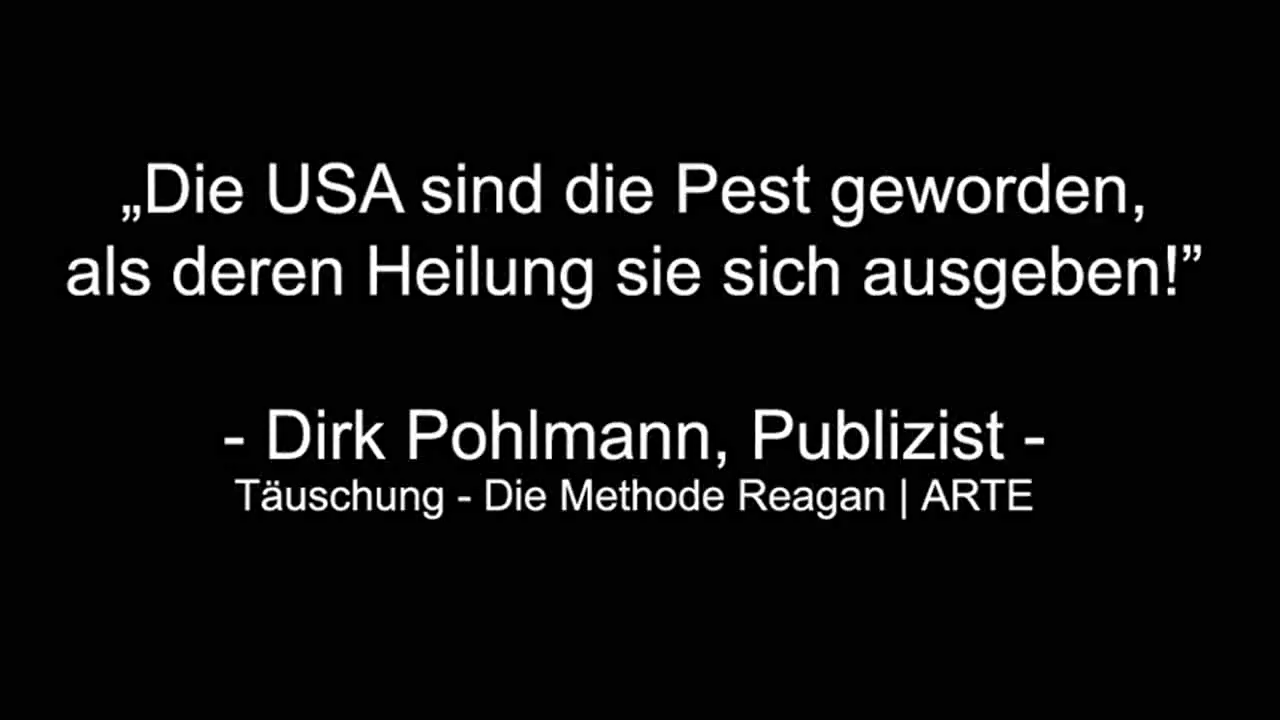 „Die USA sind die Pest geworden,
als deren Heilung sie sich ausgeben!”
- Dirk Pohlmann, Publizist -
Täuschung - Die Methode Reagan | ARTE